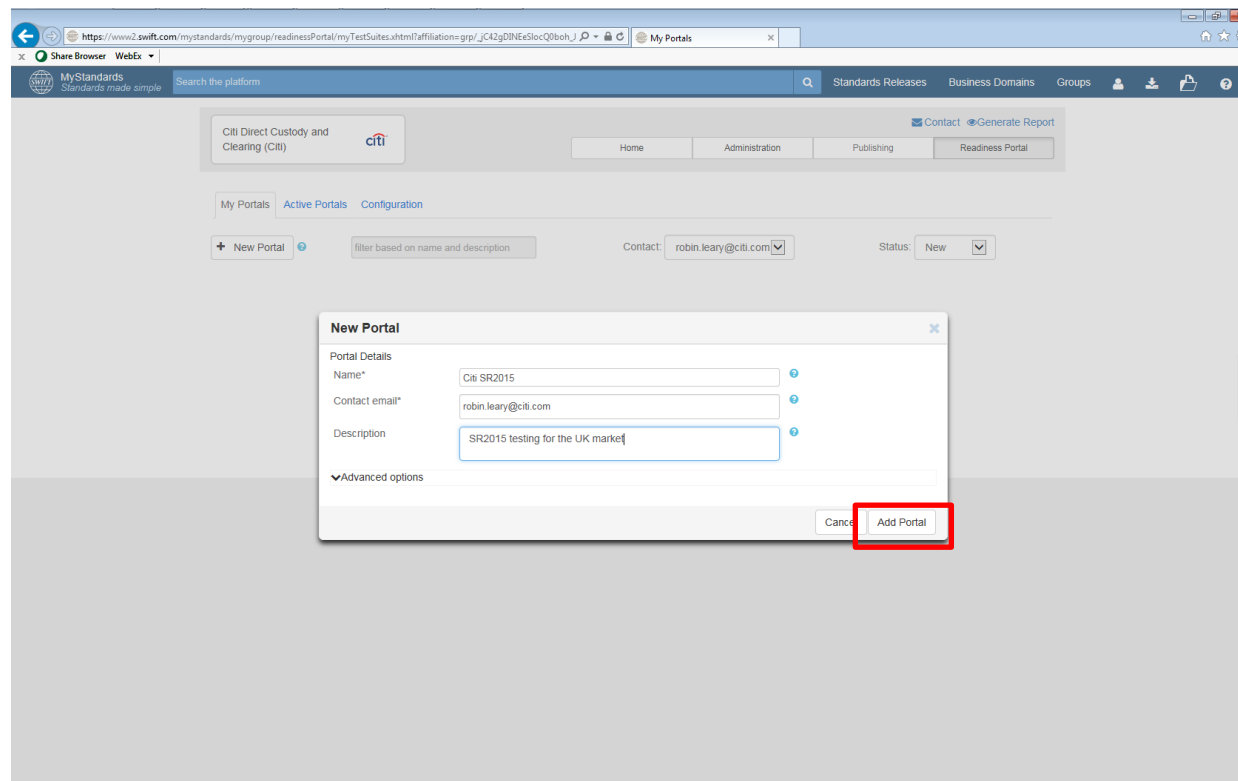 https://www2.swift.com/mystandards/mygroup/readinessPortal/myTestSuites.xhtml?affiliation=grp/_jC42gDINEeSlocQ0boh_J
My Portals
x Share Browser WebEx
MyStandards
Standards made simple
Search the platform
Standards Releases Business Domains Groups
Citi Direct Custody and
Clearing (Citi)
citi
Contact Generate Report
Home Administration Publishing Readiness Portal
My Portals Active Portals Configuration
+ New Portal
filter based on name and description
Contact: robin.leary@citi.com
Status: New
New Portal
Portal Details
Name* Citi SR2015
Contact email* robin.leary@citi.com
Description SR2015 testing for the UK market
Advanced options
Cance Add Portal